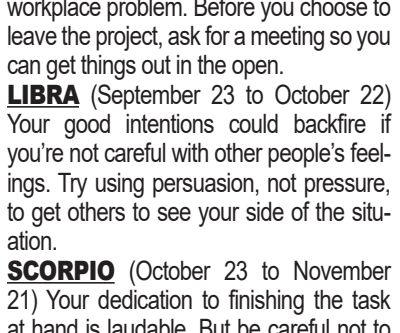 workplace problem. Before you choose to
leave the project, ask for a meeting so you
can get things out in the open.
LIBRA (September 23 to October 22)
Your good intentions could backfire if
you're not careful with other people's feel-
ings. Try using persuasion, not pressure,
to get others to see your side of the situ-
ation.
SCORPIO (October 23 to November
21) Your dedication to finishing the task
at hand is laudable. But be careful not to